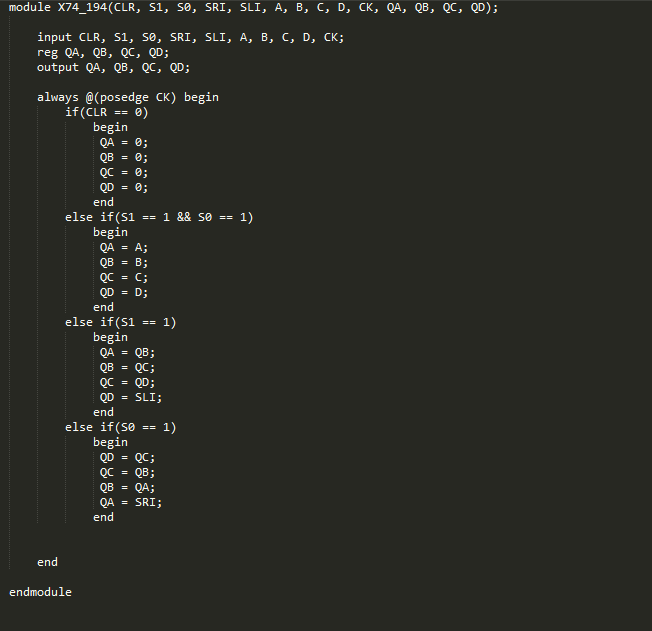 module X74_194(CLR, S1, S0, SRI, SLI, A, B, C, D, CK, QA, QB, QC, QD);
input CLR, S1, S0, SRI, SLI, A, B, C, D, CK;
reg QA, QB, QC, QD;
output QA, QB, QC, QD;
always @(posedge CK) begin
if(CLR == 0)
begin
QA = 0;
QB = 0;
QC = 0;
QD = 0;
end
else if(S1 == 1 && S0 == 1)
begin
QA = A;
QB = B;
QC = C;
QD = D;
end
else if(S1 == 1)
begin
QA = QB;
QB = QC;
QC = QD;
QD = SLI;
end
else if(S0 == 1)
begin
QD = QC;
QC = QB;
QB = QA;
QA = SRI;
end
end
endmodule